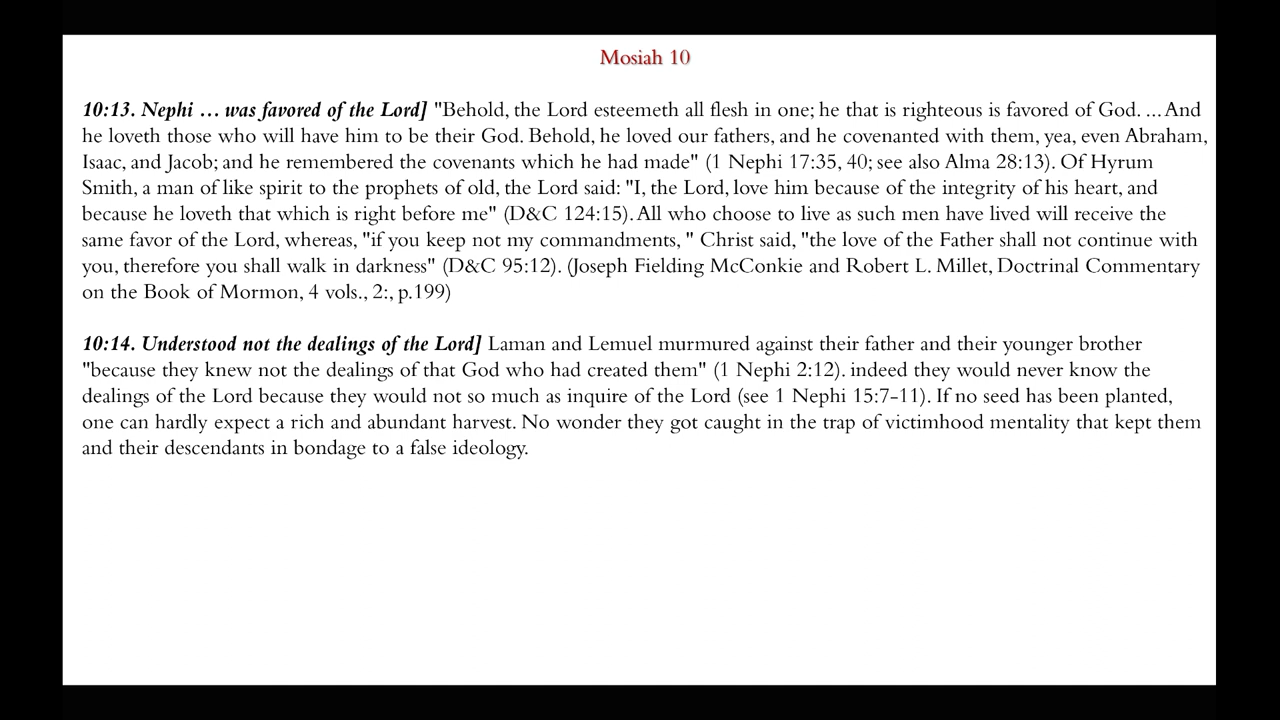 Mosiah 10
10:13. Nephi … was favored of the Lord] "Behold, the Lord esteemeth all flesh in one; he that is righteous is favored of God. ... And
he loveth those who will have him to be their God. Behold, he loved our fathers, and he covenanted with them, yea, even Abraham,
Isaac, and Jacob; and he remembered the covenants which he had made" (1 Nephi 17:35, 40; see also Alma 28:13). Of Hyrum
Smith, a man of like spirit to the prophets of old, the Lord said: "I, the Lord, love him because of the integrity of his heart, and
because he loveth that which is right before me" (D&C 124:15). All who choose to live as such men have lived will receive the
same favor of the Lord, whereas, "if you keep not my commandments, " Christ said, "the love of the Father shall not continue with
you, therefore you shall walk in darkness" (D&C 95:12). (Joseph Fielding McConkie and Robert L. Millet, Doctrinal Commentary
on the Book of Mormon, 4 vols., 2:, p.199)
10:14. Understood not the dealings of the Lord] Laman and Lemuel murmured against their father and their younger brother
"because they knew not the dealings of that God who had created them" (1 Nephi 2:12). indeed they would never know the
dealings of the Lord because they would not so much as inquire of the Lord (see 1 Nephi 15:7-11). If no seed has been planted,
one can hardly expect a rich and abundant harvest. No wonder they got caught in the trap of victimhood mentality that kept them
and their descendants in bondage to a false ideology.